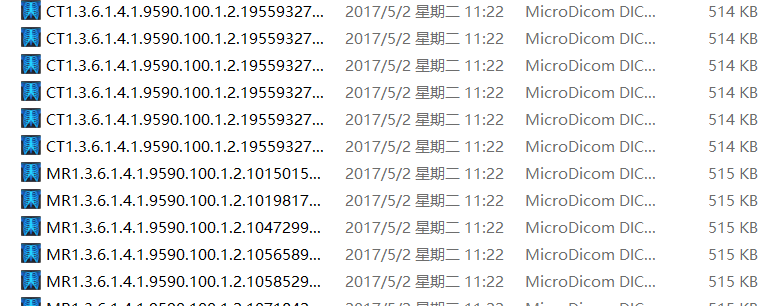 CT1.3.6.1.4.1.9590.100.1.2.19559327... 2017/5/2 星期二 11:22 MicroDicom DIC... 514 KB
CT1.3.6.1.4.1.9590.100.1.2.19559327... 2017/5/2 星期二 11:22 MicroDicom DIC... 514 KB
CT1.3.6.1.4.1.9590.100.1.2.19559327... 2017/5/2 星期二 11:22 MicroDicom DIC... 514 KB
CT1.3.6.1.4.1.9590.100.1.2.19559327... 2017/5/2 星期二 11:22 MicroDicom DIC... 514 KB
CT1.3.6.1.4.1.9590.100.1.2.19559327... 2017/5/2 星期二 11:22 MicroDicom DIC... 514 KB
CT1.3.6.1.4.1.9590.100.1.2.19559327... 2017/5/2 星期二 11:22 MicroDicom DIC... 514 KB
MR1.3.6.1.4.1.9590.100.1.2.1015015... 2017/5/2 星期二 11:22 MicroDicom DIC... 515 KB
MR1.3.6.1.4.1.9590.100.1.2.1019817... 2017/5/2 星期二 11:22 MicroDicom DIC... 515 KB
MR1.3.6.1.4.1.9590.100.1.2.1047299... 2017/5/2 星期二 11:22 MicroDicom DIC... 515 KB
MR1.3.6.1.4.1.9590.100.1.2.1056589... 2017/5/2 星期二 11:22 MicroDicom DIC... 515 KB
MR1.3.6.1.4.1.9590.100.1.2.1058529... 2017/5/2 星期二 11:22 MicroDicom DIC... 515 KB